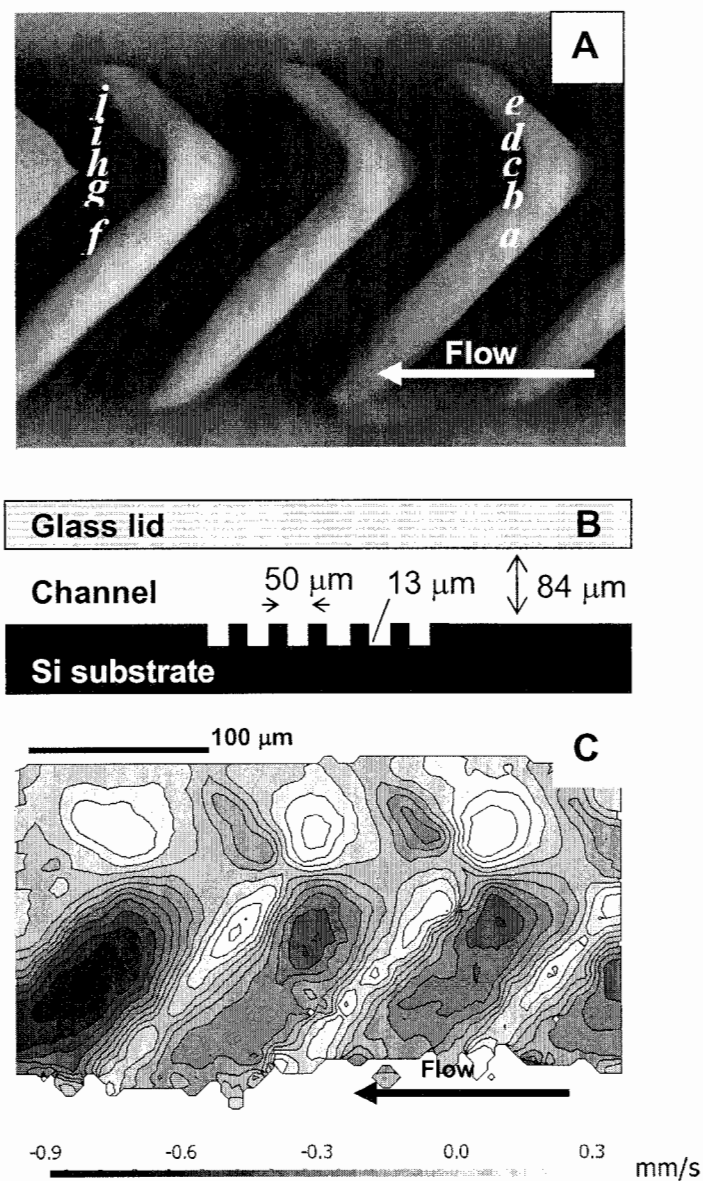 A
j
i
h
g
f
e
d
c
b
a
Flow
Glass lid
B
50 μm
13 μm
84 μm
Channel
Si substrate
100 μm
C
Flow
-0.9 -0.6 -0.3 0.0 0.3
mm/s